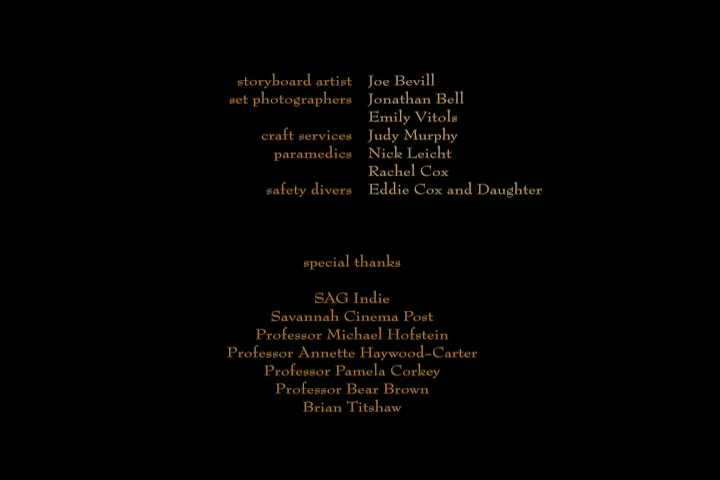 storyboard artist Joe Bevill
set photographers Jonathan Bell
Emily Vitols
craft services Judy Murphy
paramedics Nick Leicht
Rachel Cox
safety divers Eddie Cox and Daughter
special thanks
SAG Indie
Savannah Cinema Post
Professor Michael Hofstein
Professor Annette Haywood-Carter
Professor Pamela Corkey
Professor Bear Brown
Brian Titshaw